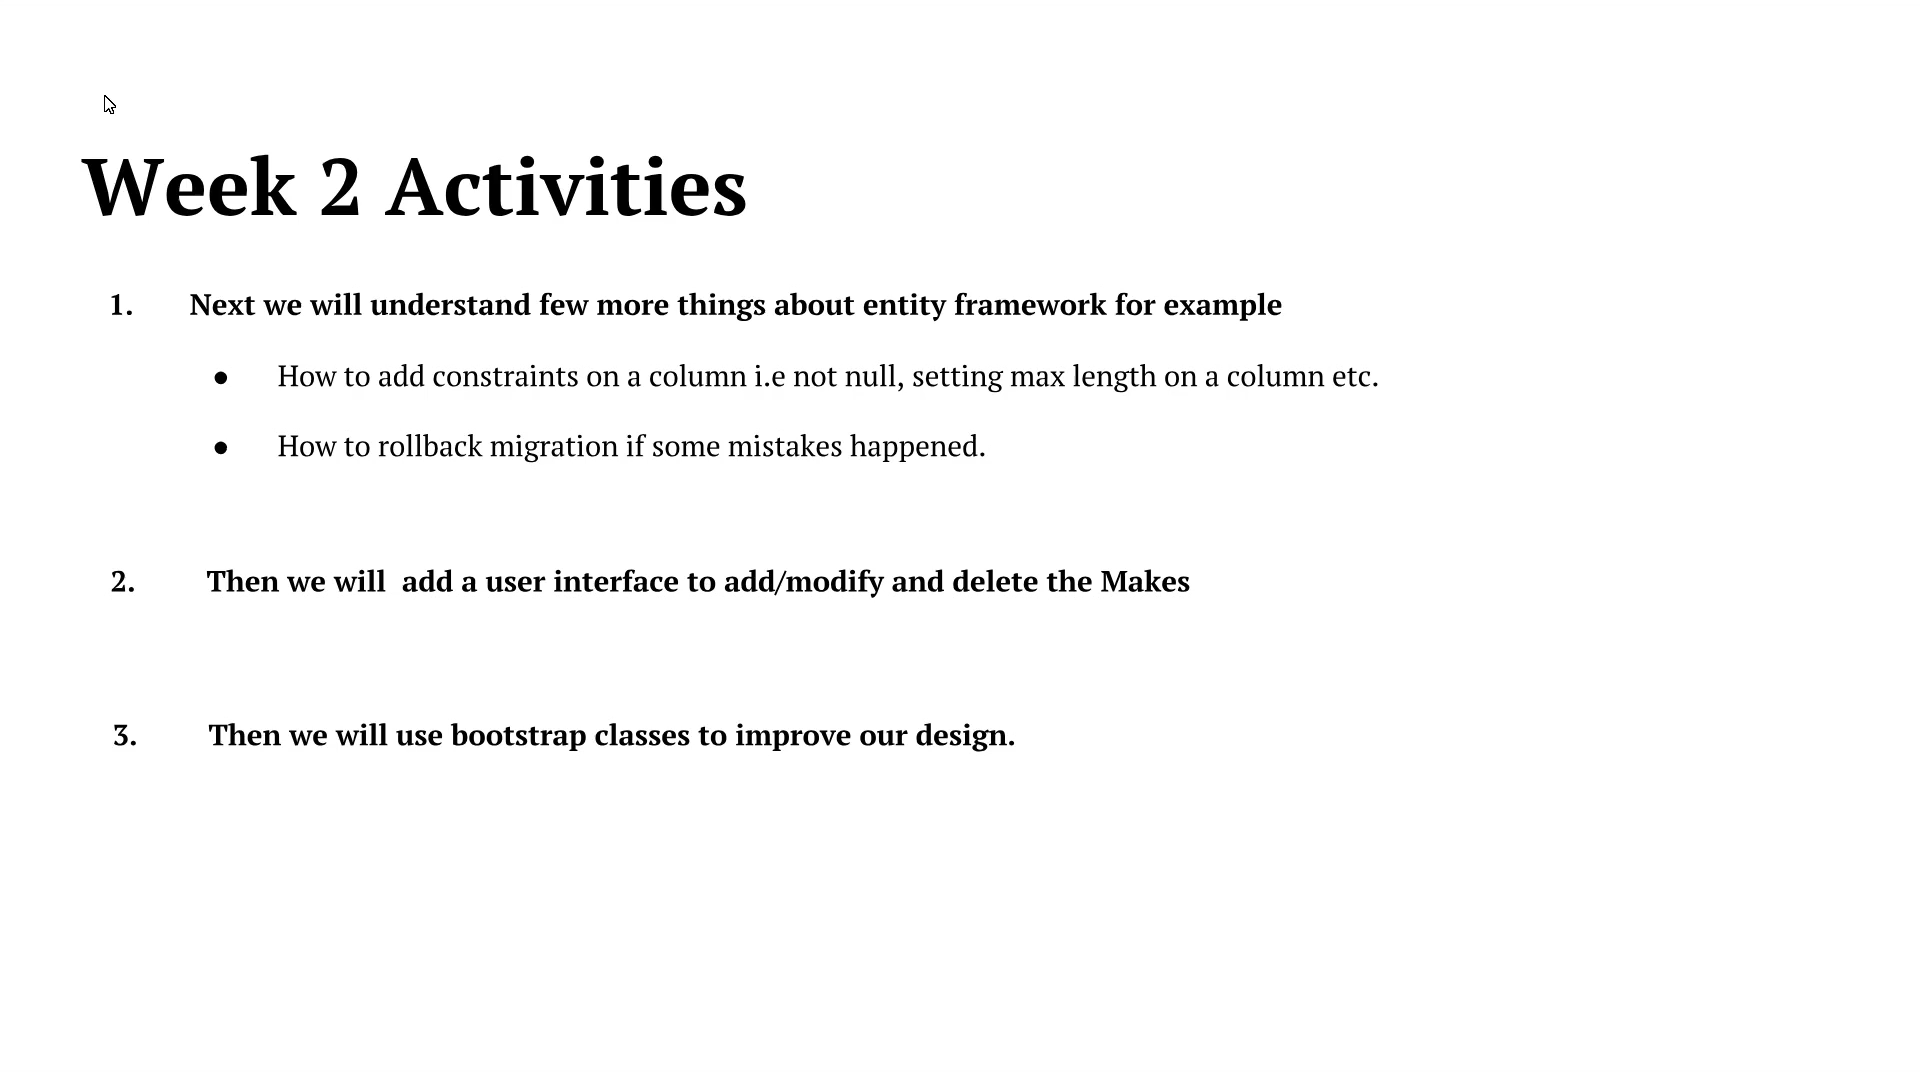 Week 2 Activities
1. Next we will understand few more things about entity framework for example
● How to add constraints on a column i.e not null, setting max length on a column etc.
● How to rollback migration if some mistakes happened.
2. Then we will  add a user interface to add/modify and delete the Makes
3. Then we will use bootstrap classes to improve our design.